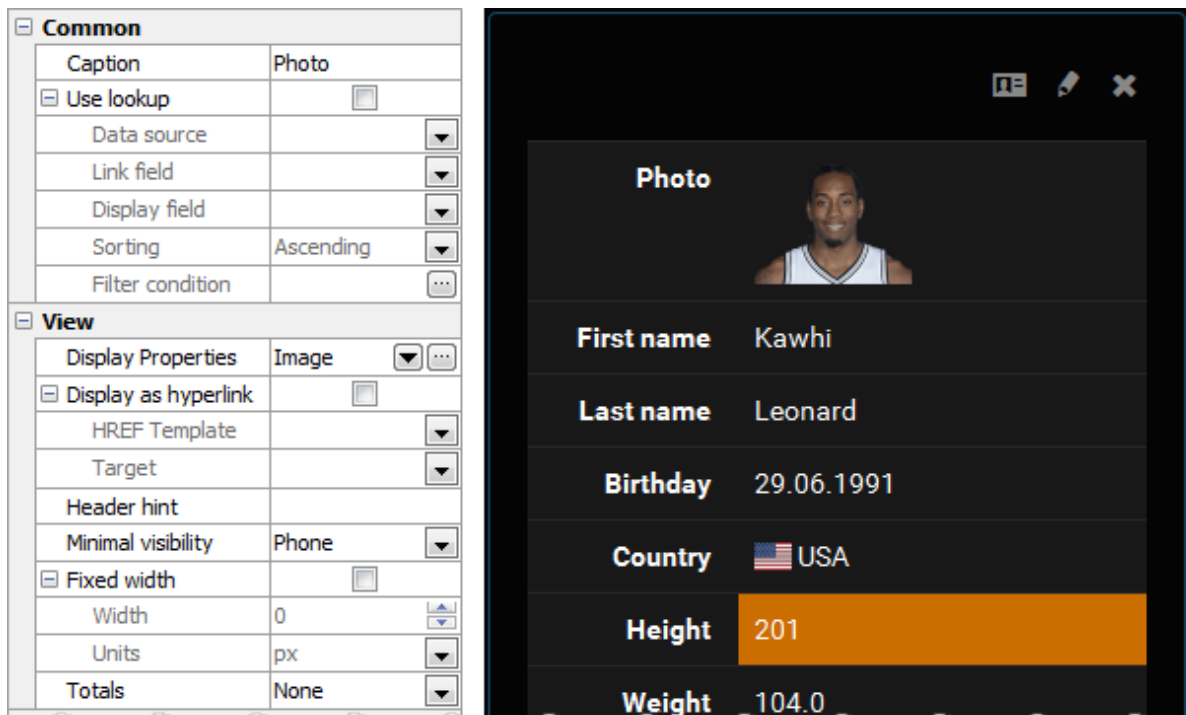 Common
Caption Photo
Use lookup
Data source
Link field
Display field
Sorting Ascending
Filter condition
View
Display Properties Image
Display as hyperlink
HREF Template
Target
Header hint
Minimal visibility Phone
Fixed width
Width 0
Units px
Totals None
Photo
First name Kawhi
Last name Leonard
Birthday 29.06.1991
Country USA
Height 201
Weight 104.0